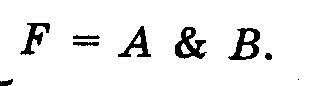 F = A & B.